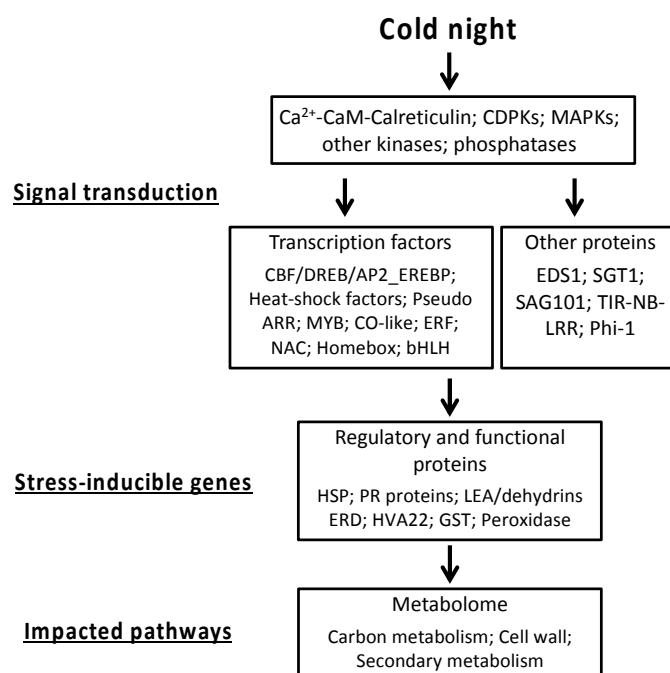 Cold night
Ca²⁺-CaM-Calreticulin; CDPKs; MAPKs;
other kinases; phosphatases
Signal transduction
Transcription factors
CBF/DREB/AP2_EREBP;
Heat-shock factors; Pseudo
ARR; MYB; CO-like; ERF;
NAC; Homebox; bHLH
Other proteins
EDS1; SGT1;
SAG101; TIR-NB-
LRR; Phi-1
Regulatory and functional
proteins
Stress-inducible genes
HSP; PR proteins; LEA/dehydrins
ERD; HVA22; GST; Peroxidase
Metabolome
Impacted pathways
Carbon metabolism; Cell wall;
Secondary metabolism